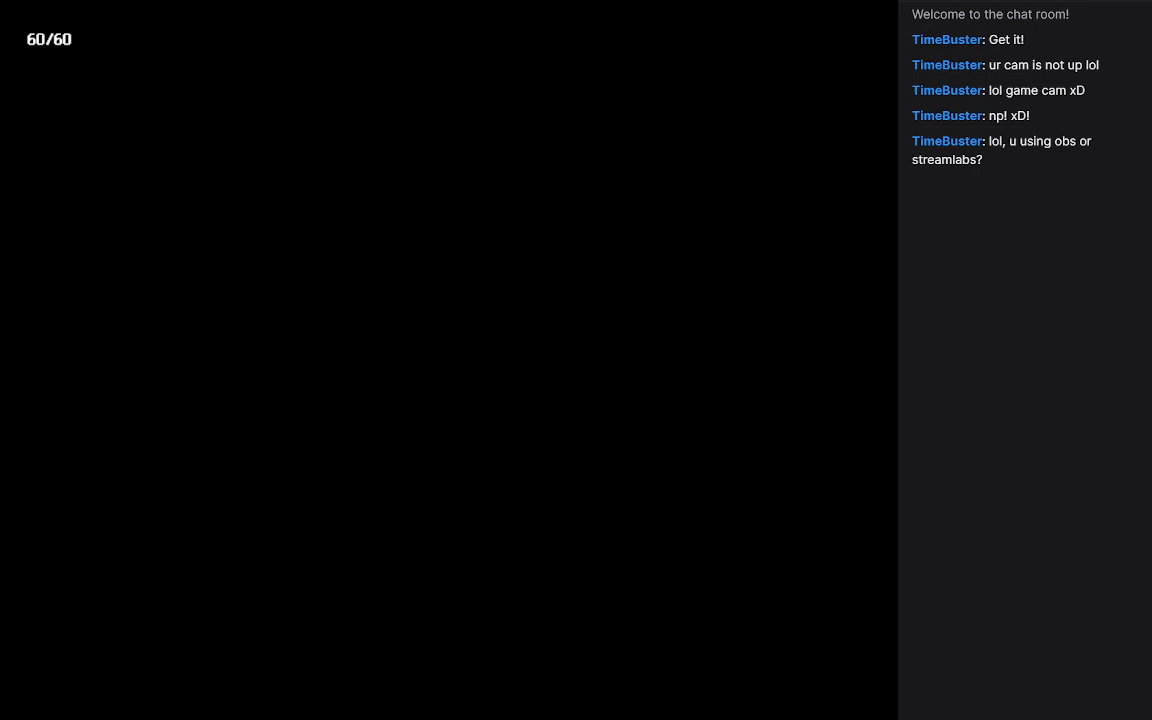 60/60
Welcome to the chat room!
TimeBuster: Get it!
TimeBuster: ur cam is not up lol
TimeBuster: lol game cam xD
TimeBuster: np! xD!
TimeBuster: lol, u using obs or
streamlabs?